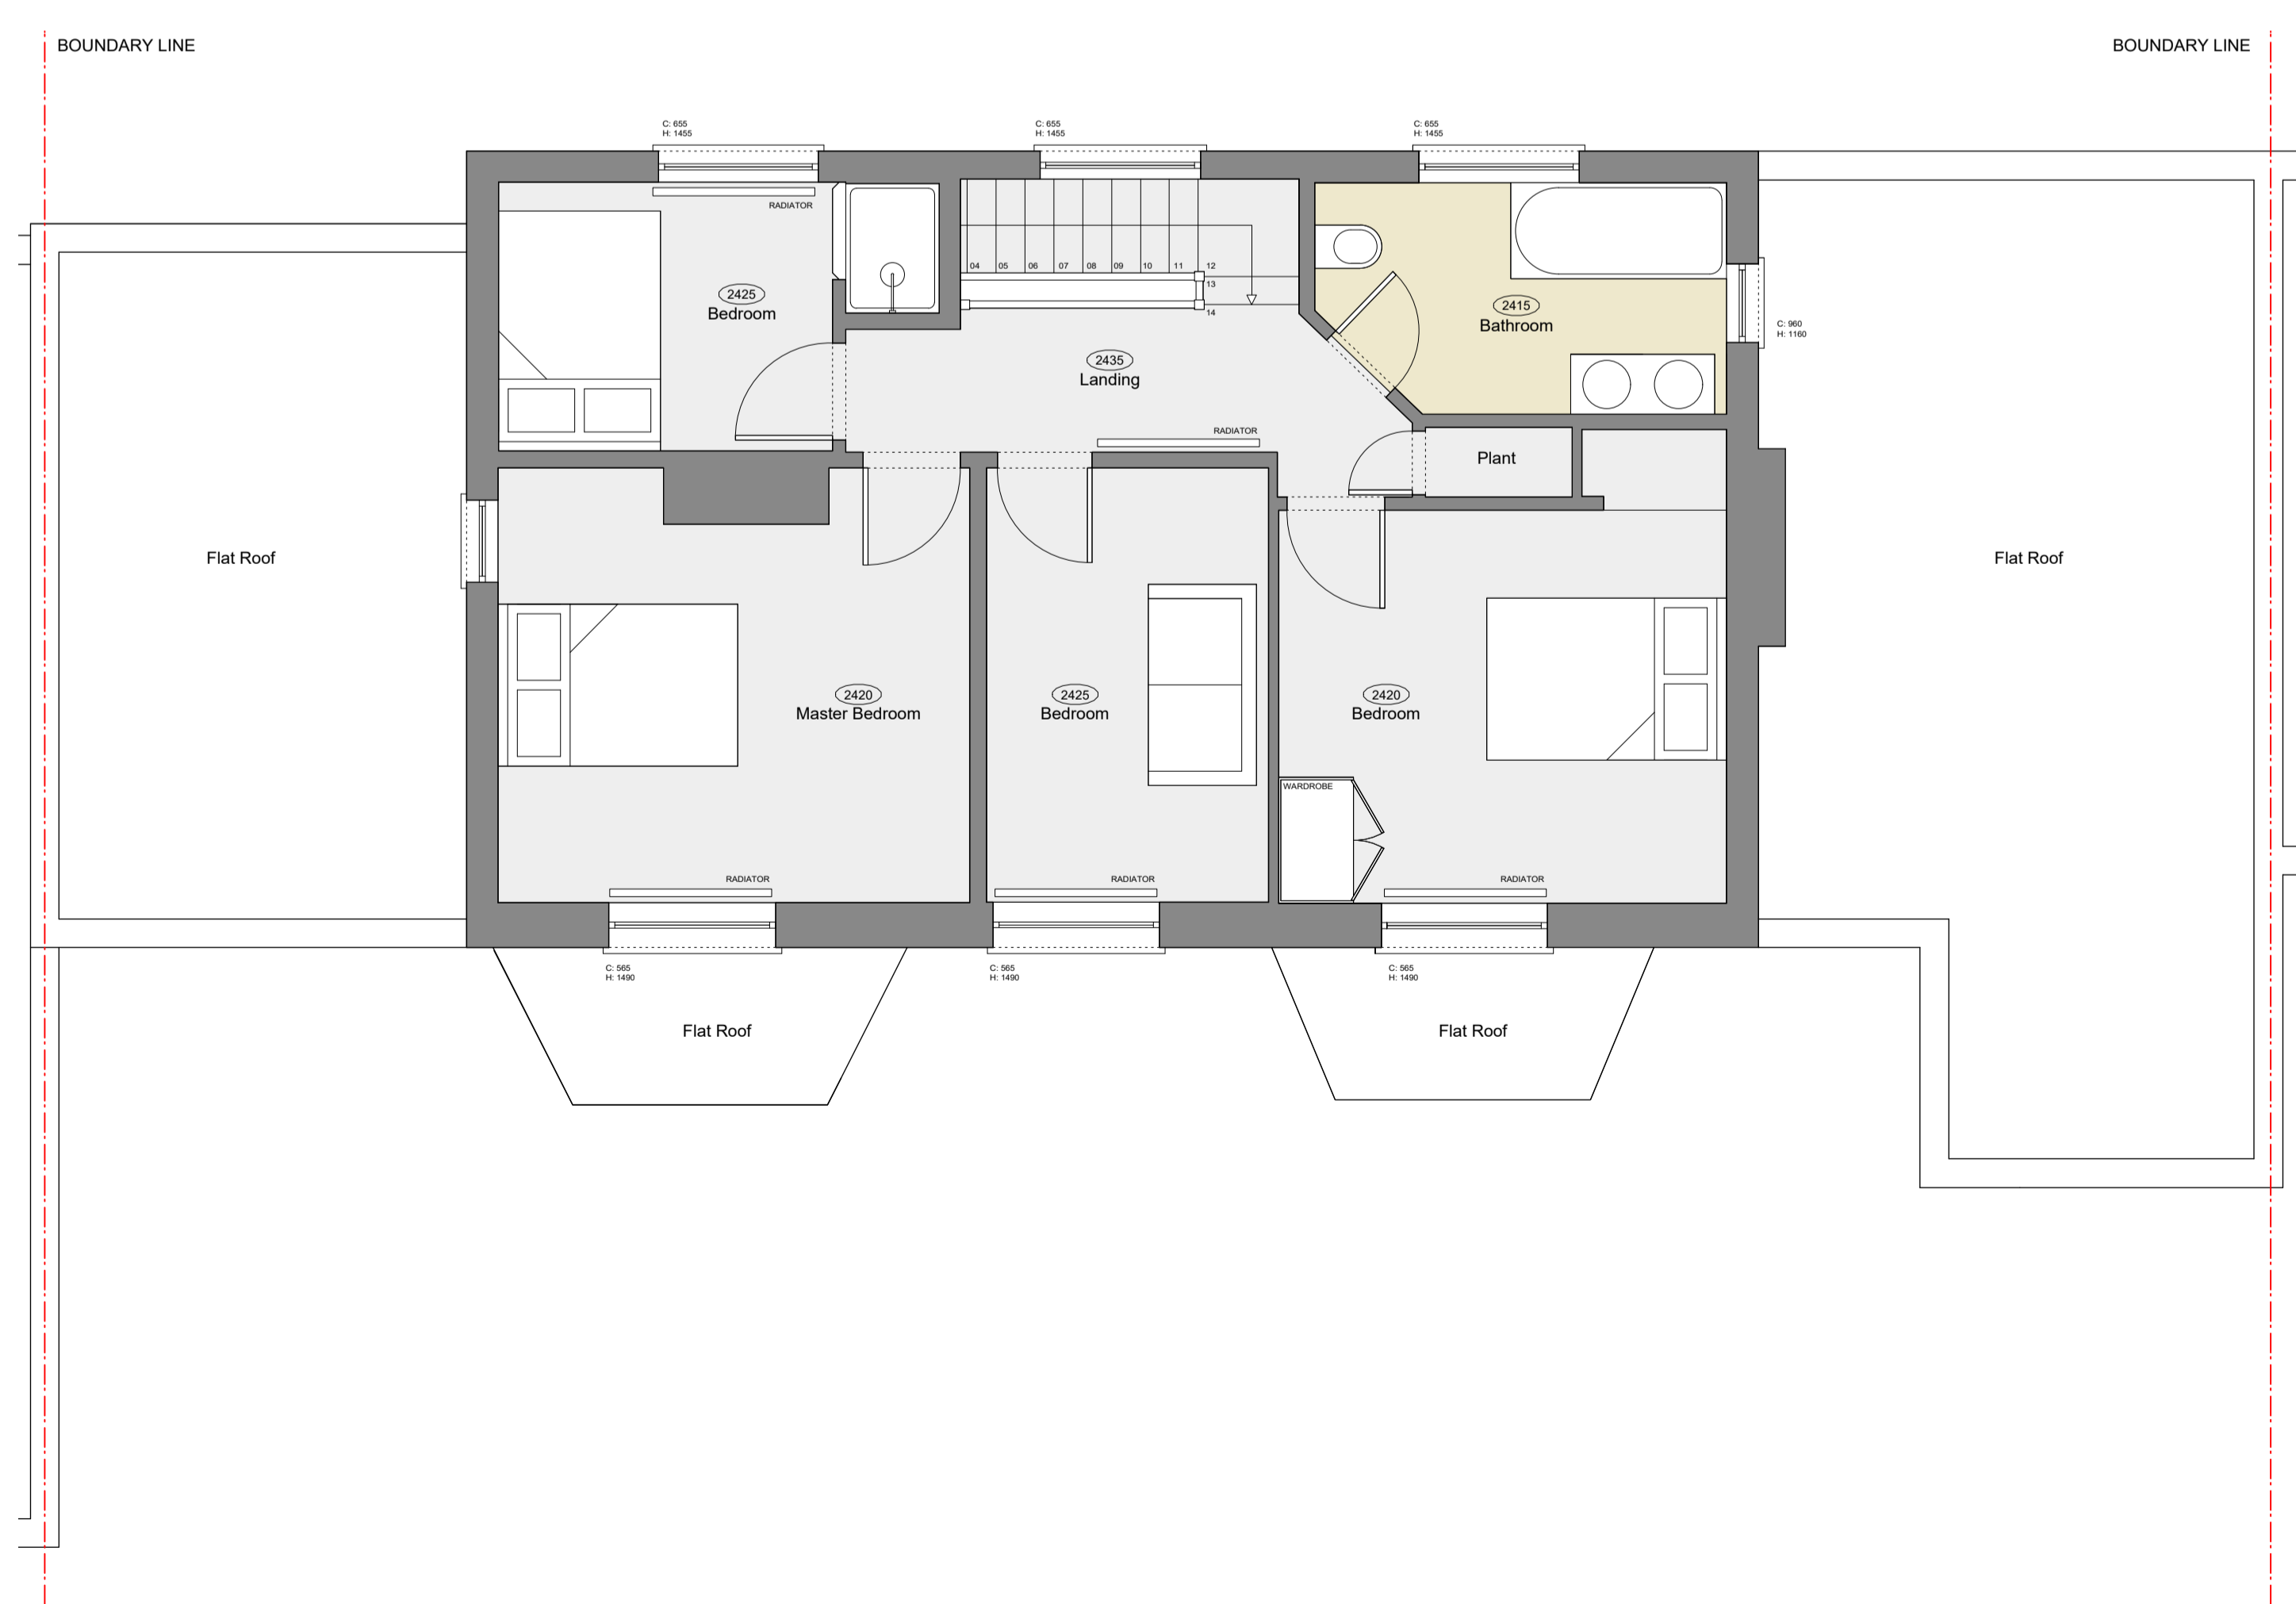 BOUNDARY LINE
BOUNDARY LINE
C: 655
H: 1455
C: 655
H: 1455
C: 655
H: 1455
RADIATOR
04 05 06 07 08 09 10 11 12
13
14
2425
Bedroom
2415
Bathroom
C: 960
H: 1160
2435
Landing
RADIATOR
Plant
Flat Roof
Flat Roof
2420
Master Bedroom
2425
Bedroom
2420
Bedroom
WARDROBE
RADIATOR
RADIATOR
RADIATOR
C: 565
H: 1490
C: 565
H: 1490
C: 565
H: 1490
Flat Roof
Flat Roof